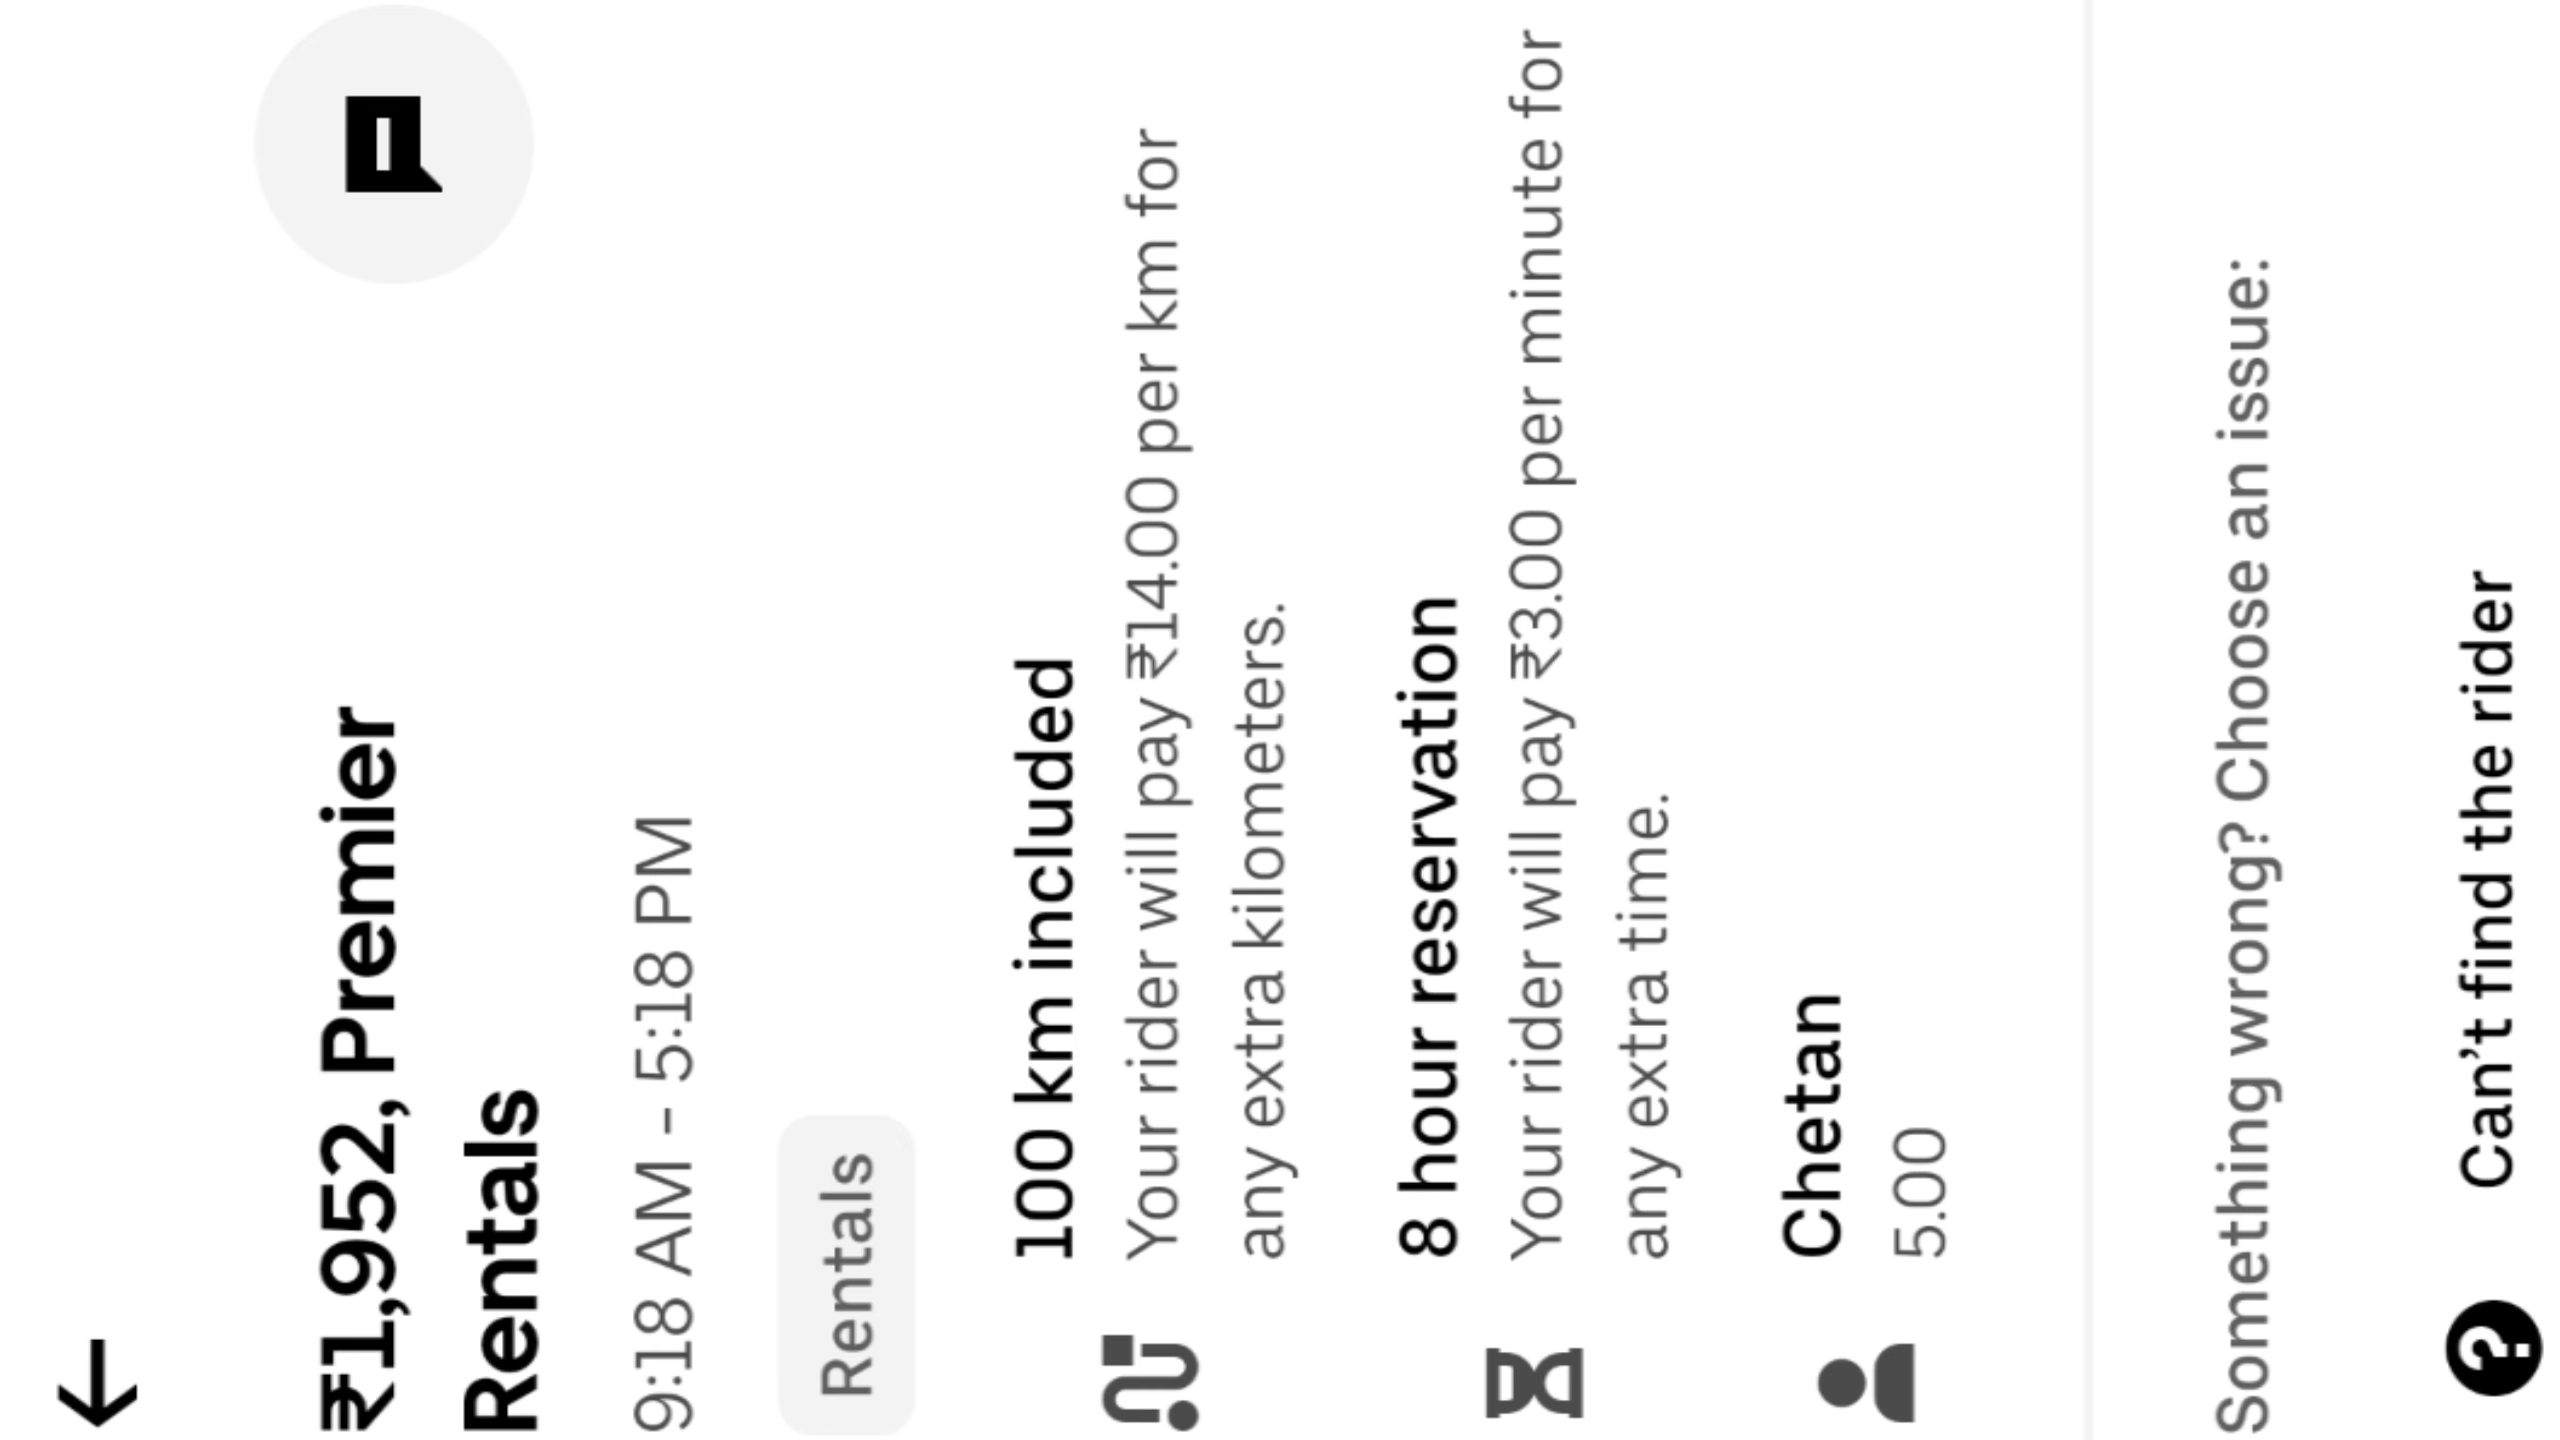 ₹1,952, Premier
Rentals
9:18 AM - 5:18 PM
Rentals
100 km included
Your rider will pay ₹14.00 per km for
any extra kilometers.
8 hour reservation
Your rider will pay ₹3.00 per minute for
any extra time.
Chetan
5.00
Something wrong? Choose an issue:
Can't find the rider